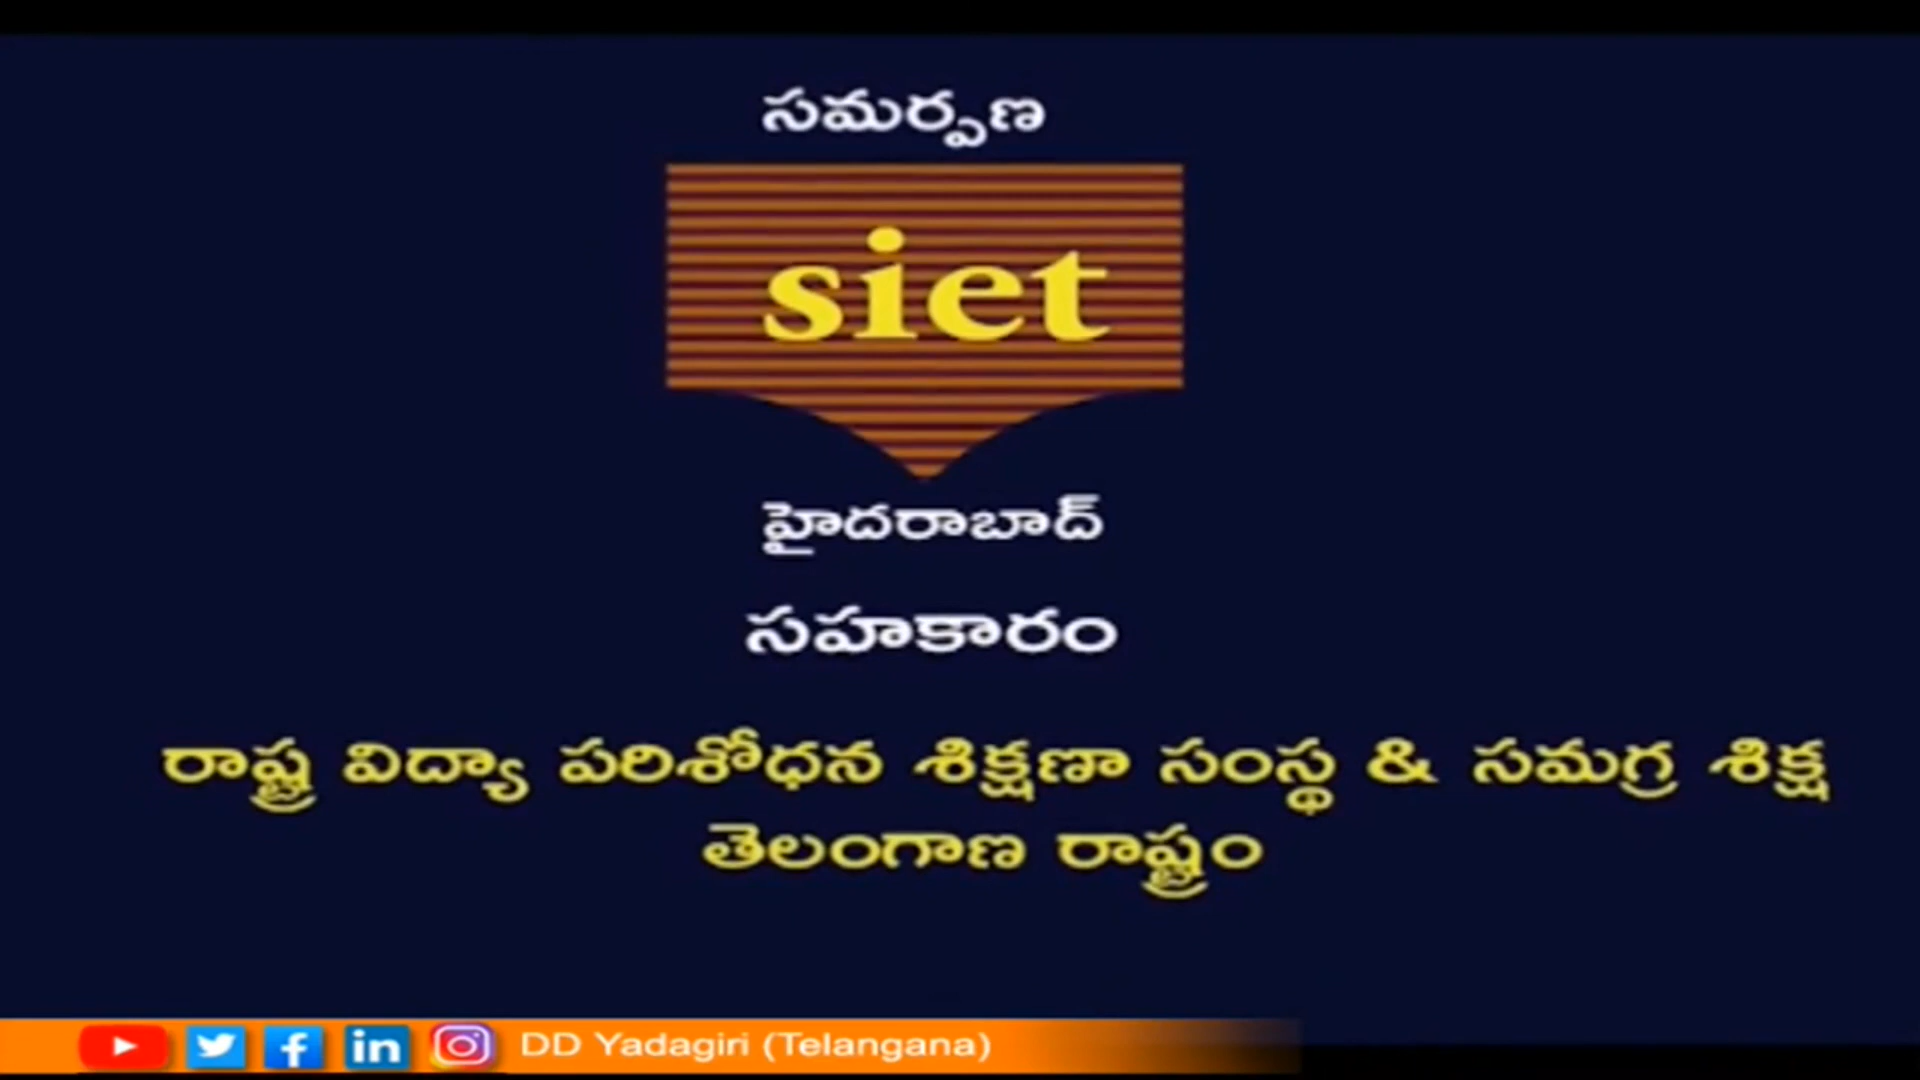 సమర్పణ
siet
హైదరాబాద్
సహకారం
రాష్ట్ర విద్యా పరిశోధన శిక్షణా సంస్థ & సమగ్ర శిక్ష
తెలంగాణ రాష్ట్రం
DD Yadagiri (Telangana)